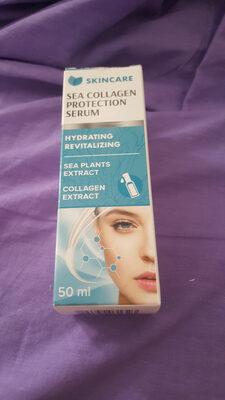 SKINCARE
SEA COLLAGEN
PROTECTION
SERUM
HYDRATING
REVITALIZING
SEA PLANTS
EXTRACT
COLLAGEN
EXTRACT
50 ml